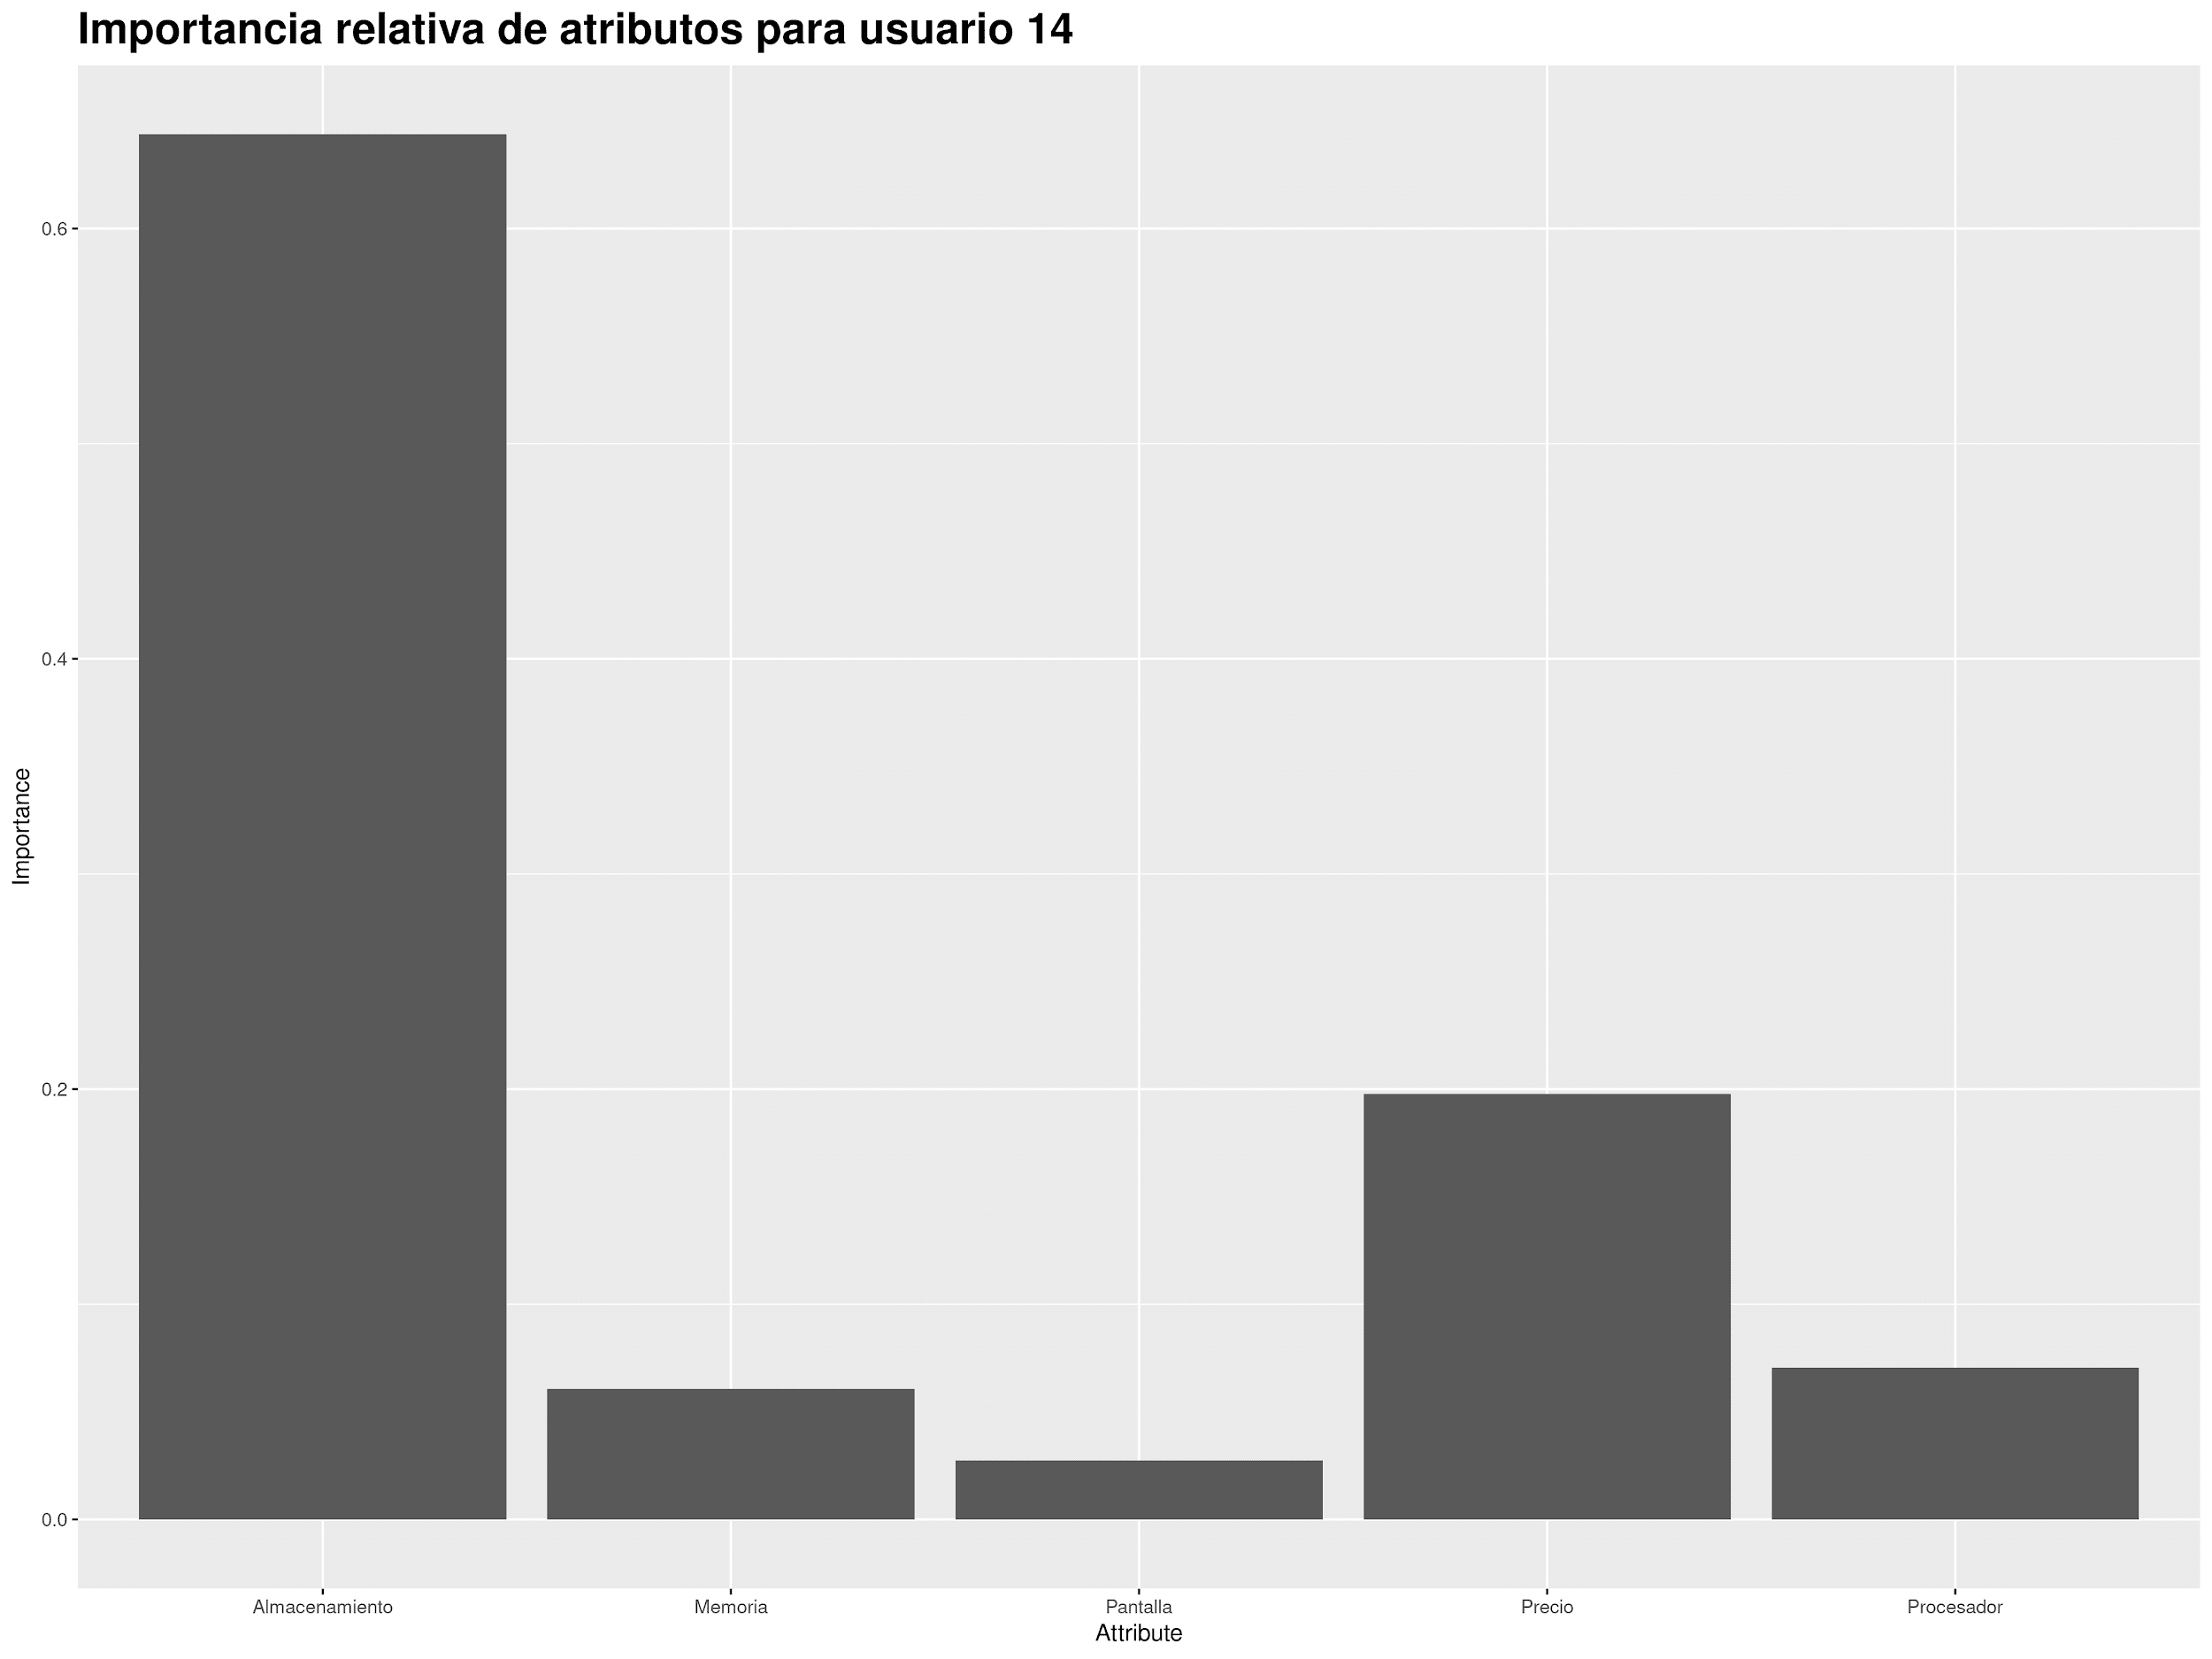 Importancia relativa de atributos para usuario 14
Importance
0.6
0.4
0.2
0.0
Almacenamiento
Memoria
Pantalla
Precio
Procesador
Attribute